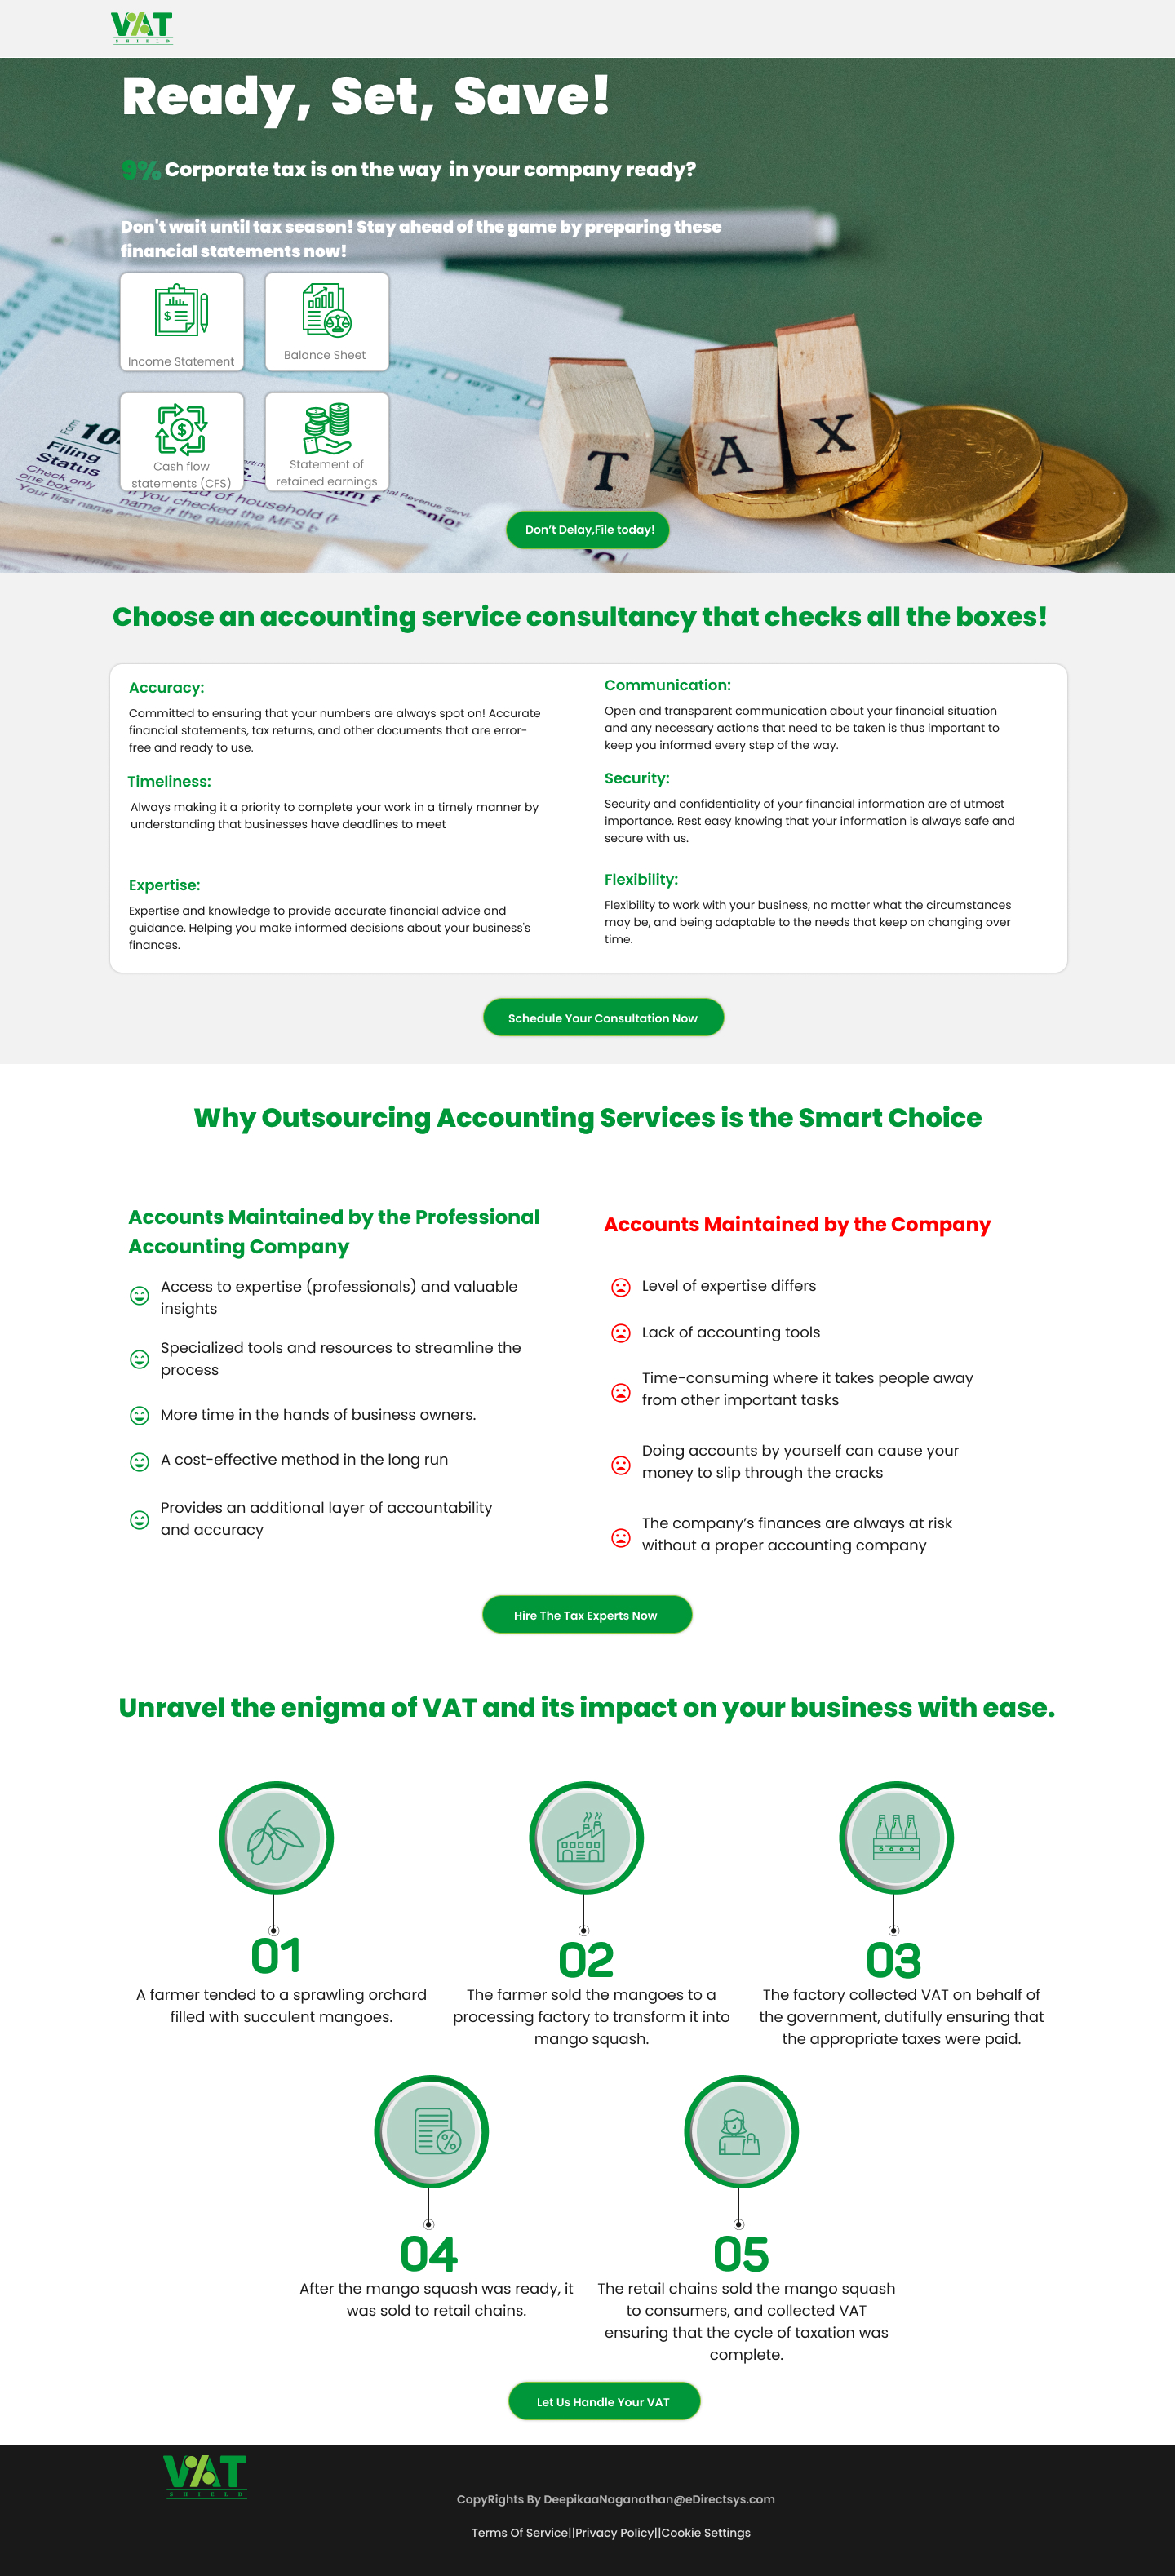 VAT
SHIELD
Ready, Set, Save!
9% Corporate tax is on the way in your company ready?
Don't wait until tax season! Stay ahead of the game by preparing these
financial statements now!
Income Statement
Balance Sheet
Cash flow
statements (CFS)
Statement of
retained earnings
Form 10
Filing
Status
Check only
one box.
Your first name and
T A X
Don't Delay,File today!
Choose an accounting service consultancy that checks all the boxes!
Accuracy:
Committed to ensuring that your numbers are always spot on! Accurate
financial statements, tax returns, and other documents that are error-
free and ready to use.
Timeliness:
Always making it a priority to complete your work in a timely manner by
understanding that businesses have deadlines to meet
Expertise:
Expertise and knowledge to provide accurate financial advice and
guidance. Helping you make informed decisions about your business's
finances.
Communication:
Open and transparent communication about your financial situation
and any necessary actions that need to be taken is thus important to
keep you informed every step of the way.
Security:
Security and confidentiality of your financial information are of utmost
importance. Rest easy knowing that your information is always safe and
secure with us.
Flexibility:
Flexibility to work with your business, no matter what the circumstances
may be, and being adaptable to the needs that keep on changing over
time.
Schedule Your Consultation Now
Why Outsourcing Accounting Services is the Smart Choice
Accounts Maintained by the Professional
Accounting Company
Access to expertise (professionals) and valuable
insights
Specialized tools and resources to streamline the
process
More time in the hands of business owners.
A cost-effective method in the long run
Provides an additional layer of accountability
and accuracy
Accounts Maintained by the Company
Level of expertise differs
Lack of accounting tools
Time-consuming where it takes people away
from other important tasks
Doing accounts by yourself can cause your
money to slip through the cracks
The company's finances are always at risk
without a proper accounting company
Hire The Tax Experts Now
Unravel the enigma of VAT and its impact on your business with ease.
01
A farmer tended to a sprawling orchard
filled with succulent mangoes.
02
The farmer sold the mangoes to a
processing factory to transform it into
mango squash.
03
The factory collected VAT on behalf of
the government, dutifully ensuring that
the appropriate taxes were paid.
04
After the mango squash was ready, it
was sold to retail chains.
05
The retail chains sold the mango squash
to consumers, and collected VAT
ensuring that the cycle of taxation was
complete.
Let Us Handle Your VAT
VAT
SHIELD
CopyRights By DeepikaaNaganathan@eDirectsys.com
Terms Of Service||Privacy Policy||Cookie Settings